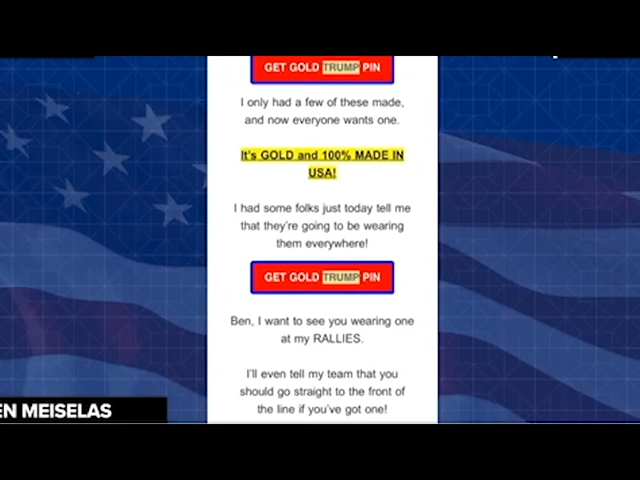 GET GOLD TRUMP PIN
I only had a few of these made,
and now everyone wants one.
It's GOLD and 100% MADE IN
USA!
I had some folks just today tell me
that they're going to be wearing
them everywhere!
GET GOLD TRUMP PIN
Ben, I want to see you wearing one
at my RALLIES.
I'll even tell my team that you
should go straight to the front of
the line if you've got one!
EN MEISELAS